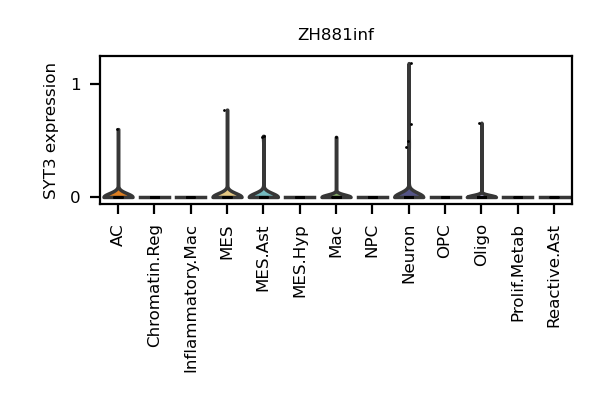 ZH881inf
SYT3 expression
1
0
AC
Chromatin.Reg
Inflammatory.Mac
MES
MES.Ast
MES.Hyp
Mac
NPC
Neuron
OPC
Oligo
Prolif.Metab
Reactive.Ast